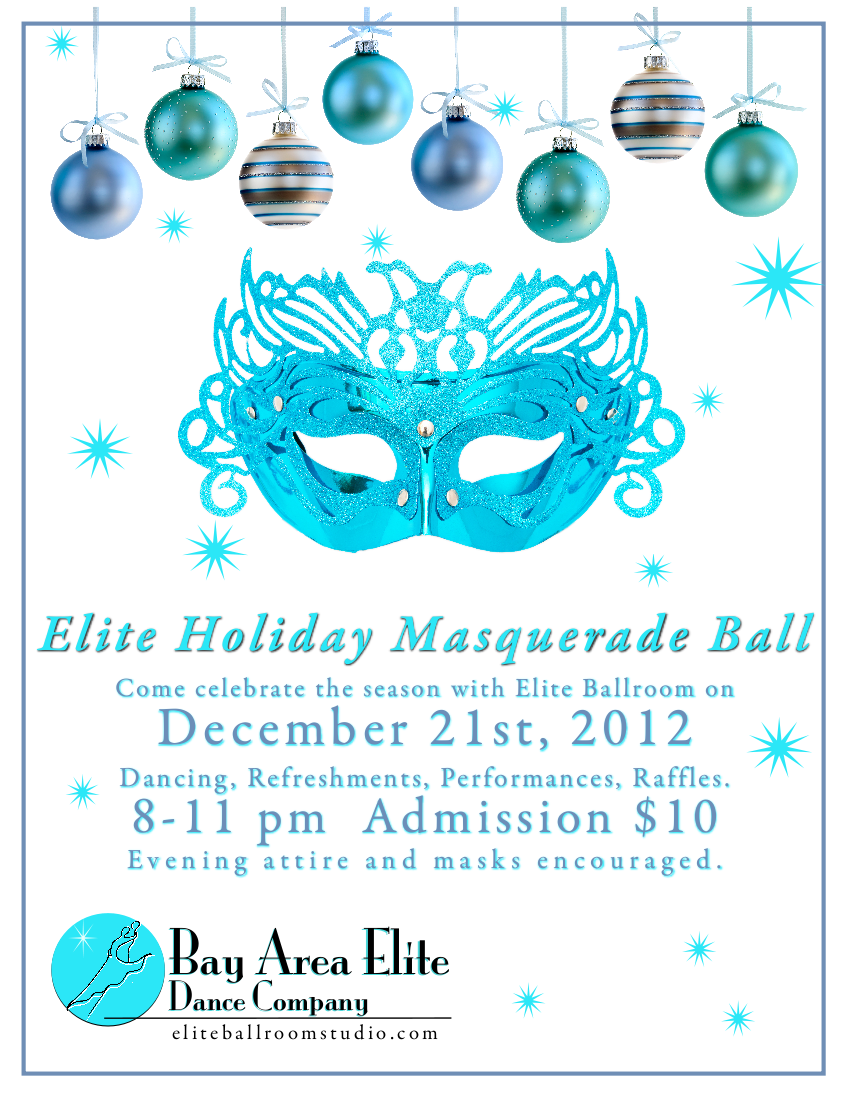 Elite Holiday Masquerade Ball
Come celebrate the season with Elite Ballroom on
December 21st, 2012
Dancing, Refreshments, Performances, Raffles.
8-11 pm Admission $10
Evening attire and masks encouraged.
Bay Area Elite
Dance Company
eliteballroomstudio.com